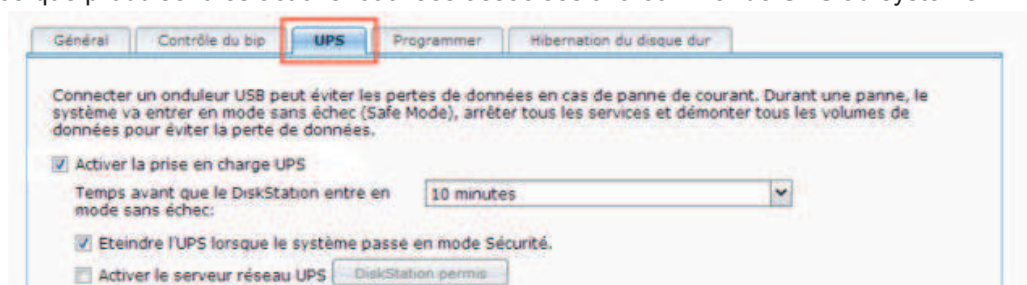 Général Contrôle du bip UPS Programmer Hibernation du disque dur
Connecter un onduleur USB peut éviter les pertes de données en cas de panne de courant. Durant une panne, le
système va entrer en mode sans échec (Safe Mode), arrêter tous les services et démonter tous les volumes de
données pour éviter la perte de données.
Activer la prise en charge UPS
Temps avant que le DiskStation entre en
mode sans échec:
10 minutes
Eteindre l'UPS lorsque le système passe en mode Sécurité.
Activer le serveur réseau UPS DiskStation permis